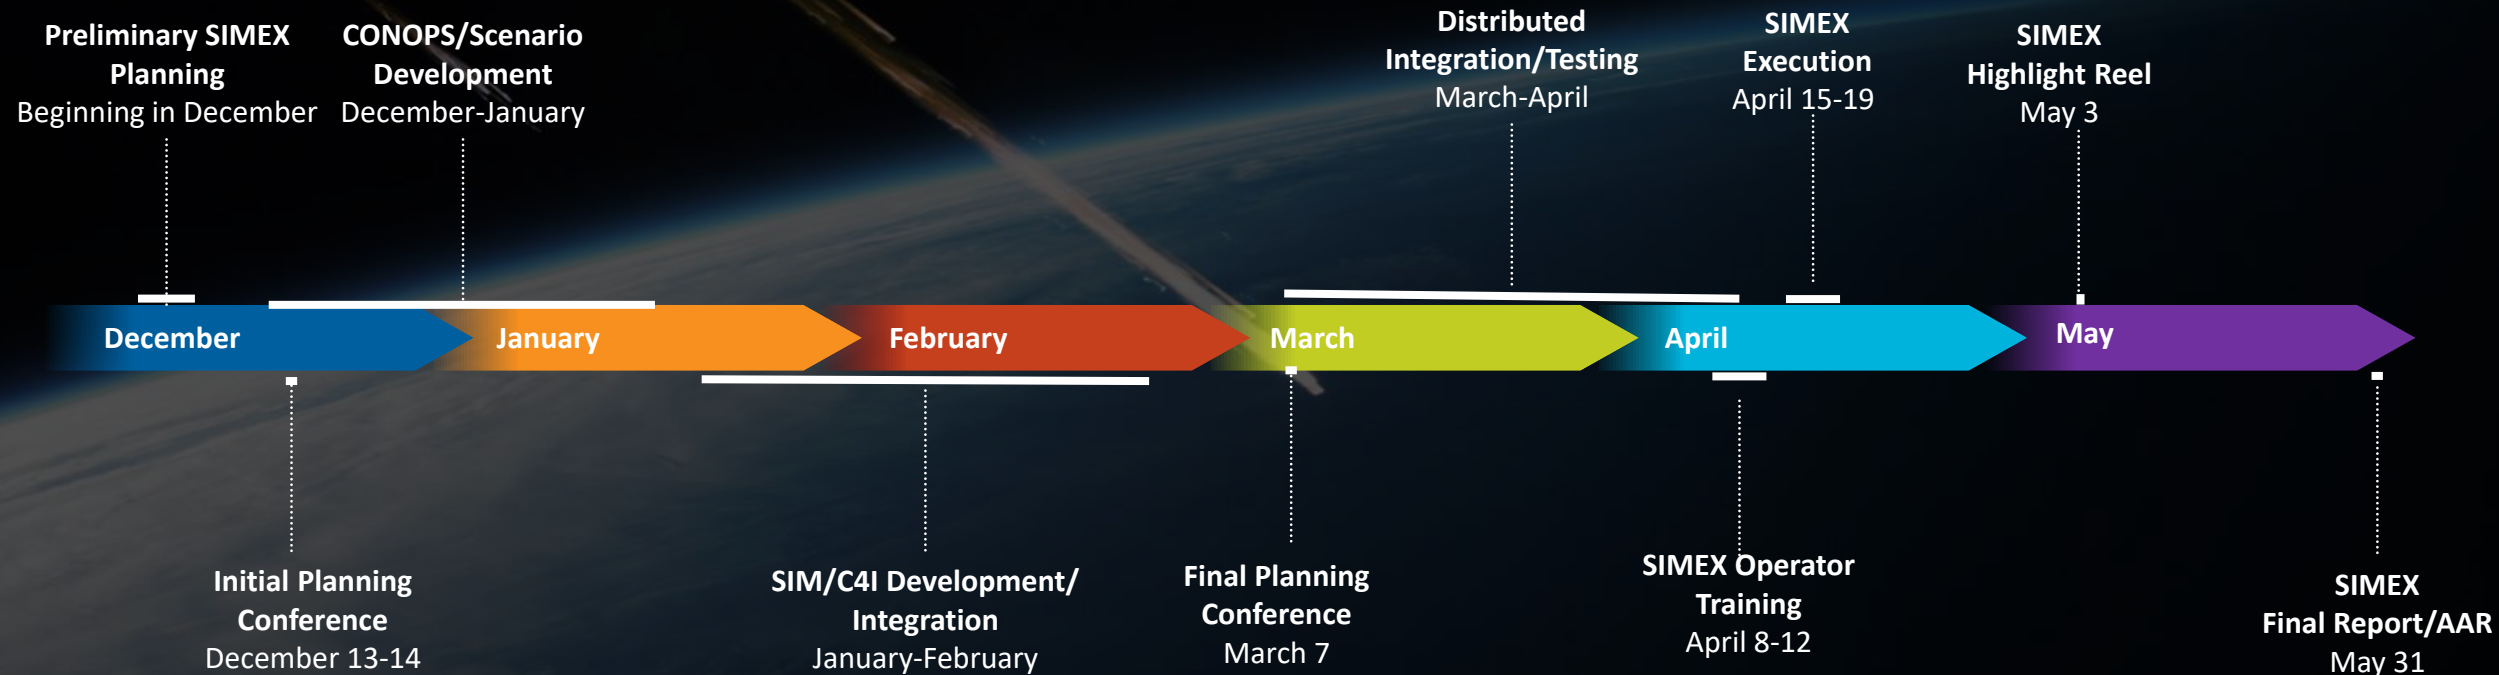 Preliminary SIMEX
Planning
Beginning in December
CONOPS/Scenario
Development
December-January
Distributed
Integration/Testing
March-April
SIMEX
Execution
April 15-19
SIMEX
Highlight Reel
May 3
December
January
February
March
April
May
Initial Planning
Conference
December 13-14
SIM/C4I Development/
Integration
January-February
Final Planning
Conference
March 7
SIMEX Operator
Training
April 8-12
SIMEX
Final Report/AAR
May 31